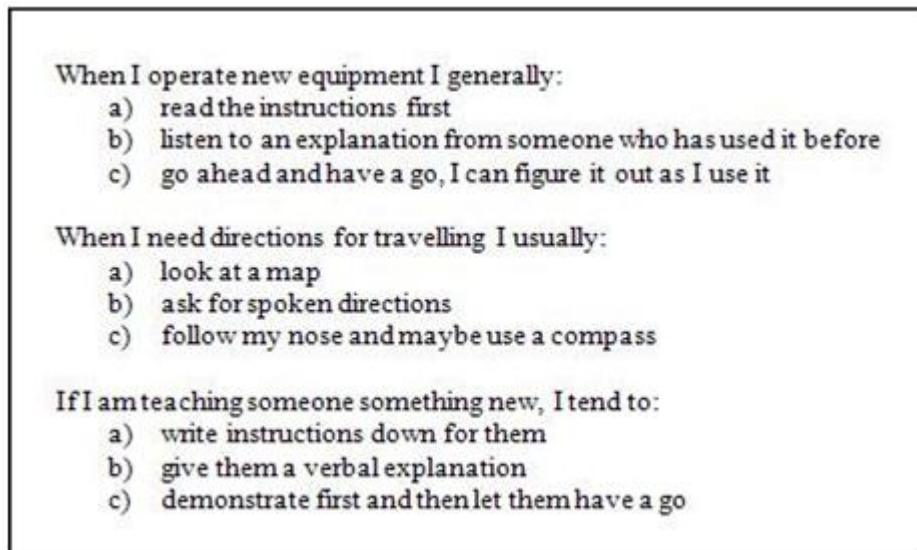 When I operate new equipment I generally:
a) read the instructions first
b) listen to an explanation from someone who has used it before
c) go ahead and have a go, I can figure it out as I use it
When I need directions for travelling I usually:
a) look at a map
b) ask for spoken directions
c) follow my nose and maybe use a compass
If I am teaching someone something new, I tend to:
a) write instructions down for them
b) give them a verbal explanation
c) demonstrate first and then let them have a go